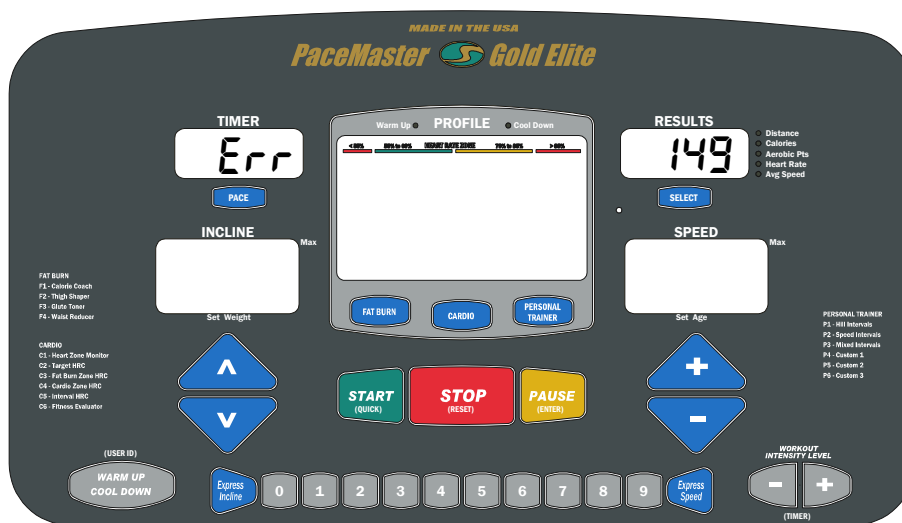 MADE IN THE USA
PaceMaster Gold Elite
TIMER
Err
PACE
Warm Up PROFILE Cool Down
< 60% 60% to 69% HEART RATE ZONE 70% to 85% > 85%
RESULTS
149
Distance
Calories
Aerobic Pts
Heart Rate
Avg Speed
SELECT
INCLINE
Max
Set Weight
SPEED
Max
Set Age
FAT BURN
CARDIO
PERSONAL
TRAINER
FAT BURN
F1 - Calorie Coach
F2 - Thigh Shaper
F3 - Glute Toner
F4 - Waist Reducer
CARDIO
C1 - Heart Zone Monitor
C2 - Target HRC
C3 - Fat Burn Zone HRC
C4 - Cardio Zone HRC
C5 - Interval HRC
C6 - Fitness Evaluator
PERSONAL TRAINER
P1 - Hill Intervals
P2 - Speed Intervals
P3 - Mixed Intervals
P4 - Custom 1
P5 - Custom 2
P6 - Custom 3
START
(QUICK)
STOP
(RESET)
PAUSE
(ENTER)
(USER ID)
WARM UP
COOL DOWN
Express
Incline
0 1 2 3 4 5 6 7 8 9
Express
Speed
WORKOUT
INTENSITY LEVEL
- +
(TIMER)